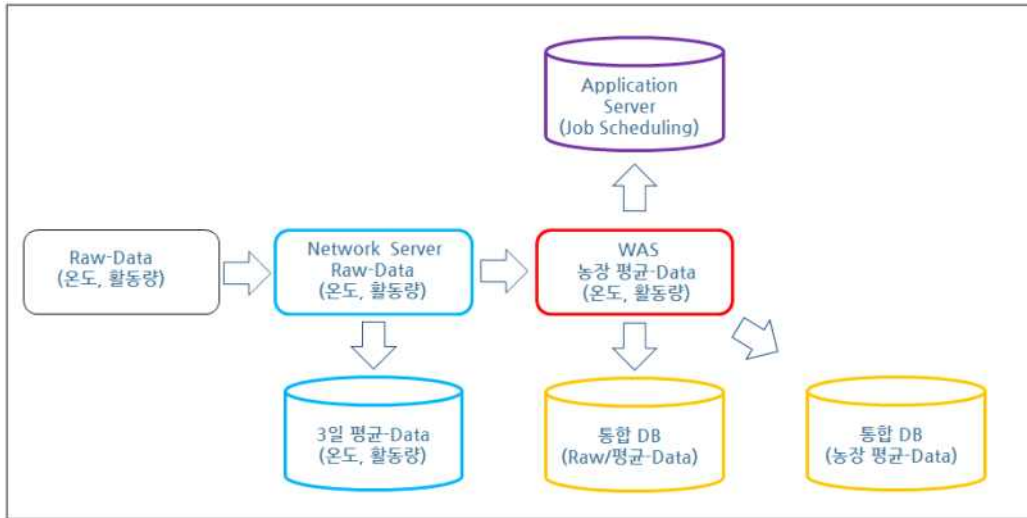 Application
Server
(Job Scheduling)
Raw-Data
(온도, 활동량)
Network Server
Raw-Data
(온도, 활동량)
WAS
농장 평균-Data
(온도, 활동량)
3일 평균-Data
(온도, 활동량)
통합 DB
(Raw/평균-Data)
통합 DB
(농장 평균-Data)